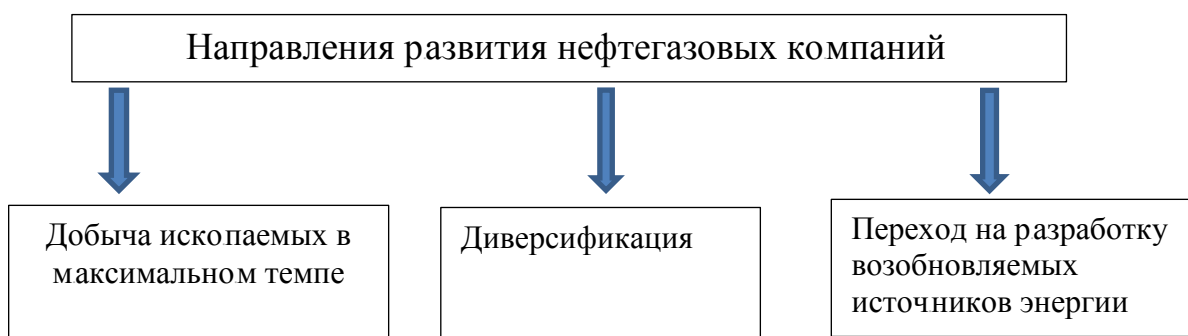 Направления развития нефтегазовых компаний
Добыча ископаемых в
максимальном темпе
Диверсификация
Переход на разработку
возобновляемых
источников энергии